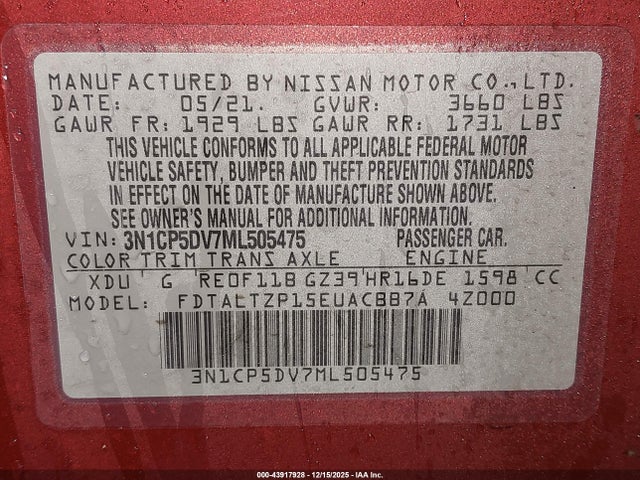 MANUFACTURED BY NISSAN MOTOR CO., LTD.
DATE: 05/21. GVWR: 3660 LBS
GAWR FR: 1929 LBS GAWR RR: 1731 LBS
THIS VEHICLE CONFORMS TO ALL APPLICABLE FEDERAL MOTOR
VEHICLE SAFETY, BUMPER AND THEFT PREVENTION STANDARDS
IN EFFECT ON THE DATE OF MANUFACTURE SHOWN ABOVE.
SEE OWNER'S MANUAL FOR ADDITIONAL INFORMATION.
VIN: 3N1CP5DV7ML505475 PASSENGER CAR.
COLOR TRIM TRANS AXLE ENGINE
XDU G RE0F11B GZ39 HR16DE 1598 CC
MODEL: FDTALTZP15EUACBB7A 4Z000
3N1CP5DV7ML505475
000-43917928 - 12/15/2025 - IAA Inc.